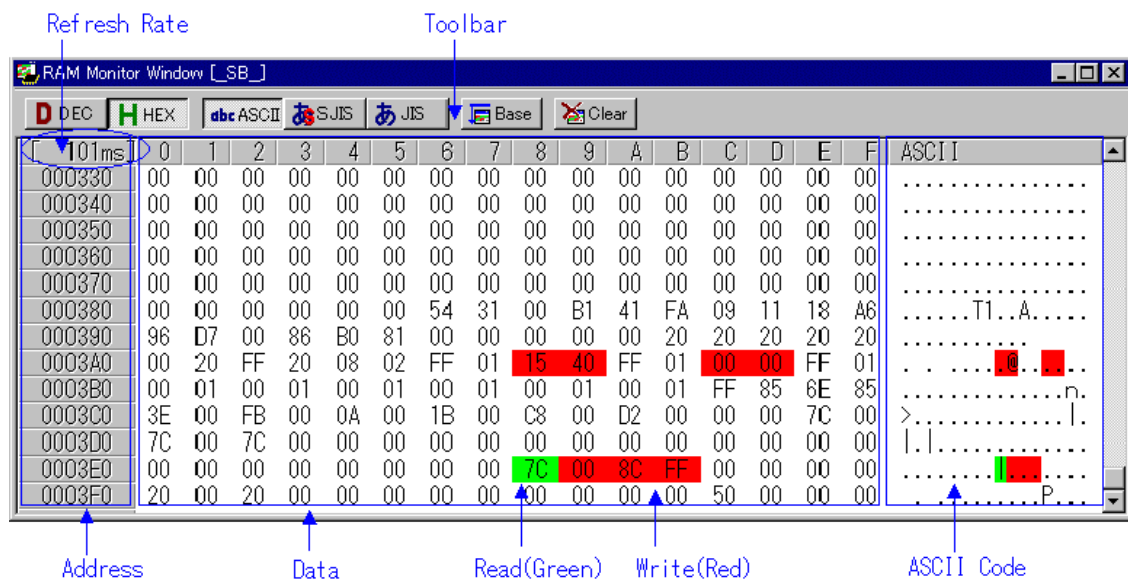 Refresh Rate Toolbar
RAM Monitor Window [_SB_]
D DEC H HEX abc ASCII あ SJIS あ JIS Base Clear
[ 101ms] 0 1 2 3 4 5 6 7 8 9 A B C D E F ASCII
000330 00 00 00 00 00 00 00 00 00 00 00 00 00 00 00 00 ................
000340 00 00 00 00 00 00 00 00 00 00 00 00 00 00 00 00 ................
000350 00 00 00 00 00 00 00 00 00 00 00 00 00 00 00 00 ................
000360 00 00 00 00 00 00 00 00 00 00 00 00 00 00 00 00 ................
000370 00 00 00 00 00 00 00 00 00 00 00 00 00 00 00 00 ................
000380 00 00 00 00 00 00 54 31 00 B1 41 FA 09 11 18 A6 ......T1..A.....
000390 96 D7 00 86 B0 81 00 00 00 00 00 20 20 20 20 20 ...........
0003A0 00 20 FF 20 08 02 FF 01 15 40 FF 01 00 00 FF 01 . . .....@......
0003B0 00 01 00 01 00 01 00 01 00 01 00 01 FF 85 6E 85 ..............n.
0003C0 3E 00 FB 00 0A 00 1B 00 C8 00 D2 00 00 00 7C 00 >.............|.
0003D0 7C 00 7C 00 00 00 00 00 00 00 00 00 00 00 00 00 |.|.............
0003E0 00 00 00 00 00 00 00 00 7C 00 8C FF 00 00 00 00 ........|.......
0003F0 20 00 20 00 00 00 00 00 00 00 00 00 50 00 00 00 . .........P...
Address Data Read(Green) Write(Red) ASCII Code